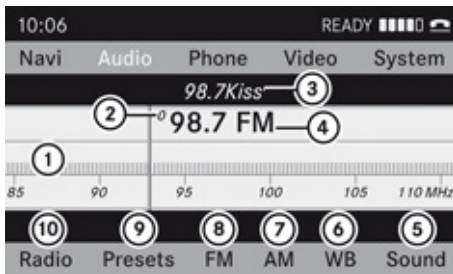 10:06 READY
Navi Audio Phone Video System
98.7Kiss 3
2 0 98.7 FM 4
1
85 90 95 100 105 110 MHz
10 9 8 7 6 5
Radio Presets FM AM WB Sound